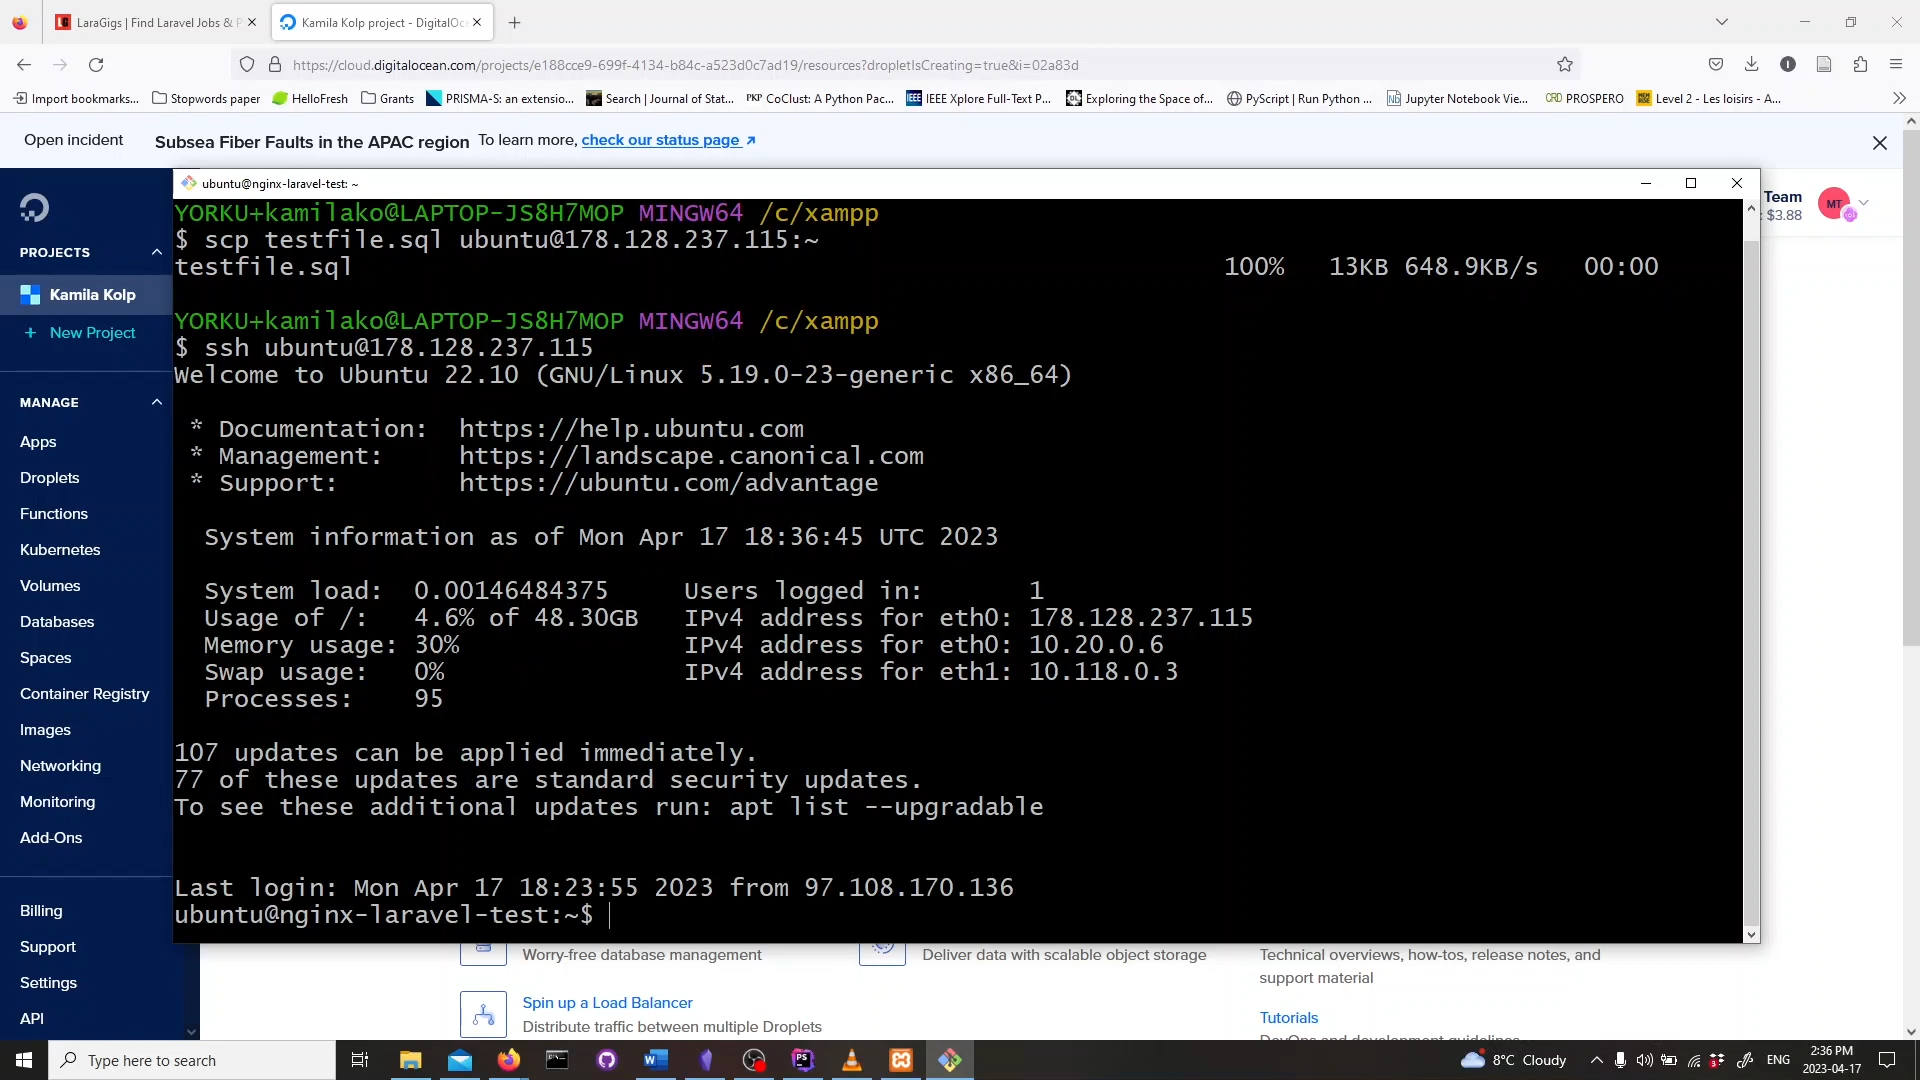 LaraGigs | Find Laravel Jobs & P
Kamila Kolp project - DigitalOc
https://cloud.digitalocean.com/projects/e188cce9-699f-4134-b84c-a523d0c7ad19/resources?dropletIsCreating=true&i=02a83d
Import bookmarks...
Stopwords paper
HelloFresh
Grants
PRISMA-S: an extensio...
Search | Journal of Stat...
PKP CoClust: A Python Pac...
IEEE IEEE Xplore Full-Text P...
Exploring the Space of...
PyScript | Run Python ...
Jupyter Notebook Vie...
CRD PROSPERO
Level 2 - Les loisirs - A...
Open incident
Subsea Fiber Faults in the APAC region To learn more, check our status page
PROJECTS
Kamila Kolp
+ New Project
MANAGE
Apps
Droplets
Functions
Kubernetes
Volumes
Databases
Spaces
Container Registry
Images
Networking
Monitoring
Add-Ons
Billing
Support
Settings
API
ubuntu@nginx-laravel-test: ~
Team
$3.88
MT
YORKU+kamilako@LAPTOP-JS8H7MOP MINGW64 /c/xampp
$ scp testfile.sql ubuntu@178.128.237.115:~
testfile.sql 100% 13KB 648.9KB/s 00:00
YORKU+kamilako@LAPTOP-JS8H7MOP MINGW64 /c/xampp
$ ssh ubuntu@178.128.237.115
Welcome to Ubuntu 22.10 (GNU/Linux 5.19.0-23-generic x86_64)
* Documentation: https://help.ubuntu.com
* Management: https://landscape.canonical.com
* Support: https://ubuntu.com/advantage
System information as of Mon Apr 17 18:36:45 UTC 2023
System load: 0.00146484375 Users logged in: 1
Usage of /: 4.6% of 48.30GB IPv4 address for eth0: 178.128.237.115
Memory usage: 30% IPv4 address for eth0: 10.20.0.6
Swap usage: 0% IPv4 address for eth1: 10.118.0.3
Processes: 95
107 updates can be applied immediately.
77 of these updates are standard security updates.
To see these additional updates run: apt list --upgradable
Last login: Mon Apr 17 18:23:55 2023 from 97.108.170.136
ubuntu@nginx-laravel-test:~$
Worry-free database management
Deliver data with scalable object storage
Technical overviews, how-tos, release notes, and
support material
Spin up a Load Balancer
Distribute traffic between multiple Droplets
Tutorials
DevOps and development guidelines
Type here to search
8°C Cloudy
ENG
2:36 PM
2023-04-17